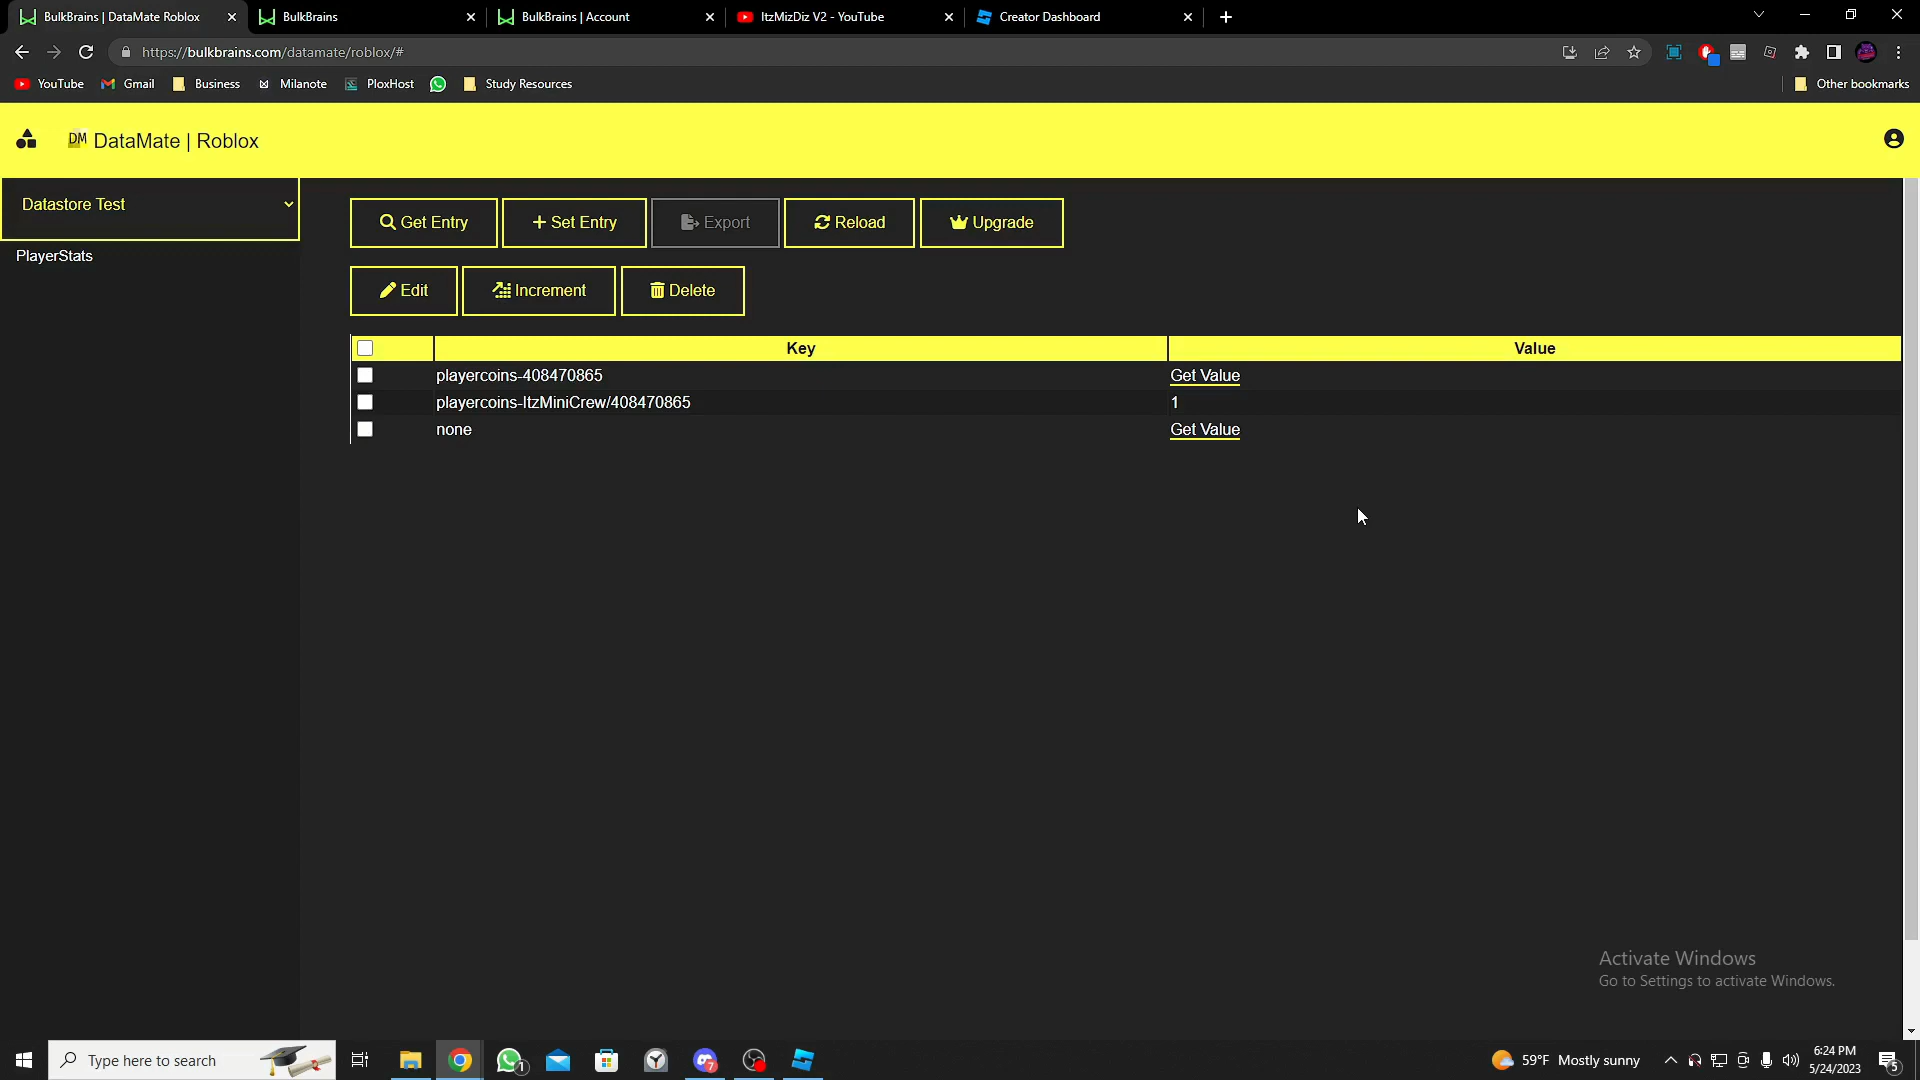 BulkBrains | DataMate Roblox
BulkBrains
BulkBrains | Account
ItzMizDiz V2 - YouTube
Creator Dashboard
https://bulkbrains.com/datamate/roblox/#
YouTube
Gmail
Business
Milanote
PloxHost
Study Resources
Other bookmarks
DM DataMate | Roblox
Datastore Test
PlayerStats
Get Entry
+ Set Entry
Export
Reload
Upgrade
Edit
Increment
Delete
Key Value
playercoins-408470865 Get Value
playercoins-ItzMiniCrew/408470865 1
none Get Value
Activate Windows
Go to Settings to activate Windows.
Type here to search
1
7
59°F Mostly sunny
6:24 PM
5/24/2023
5